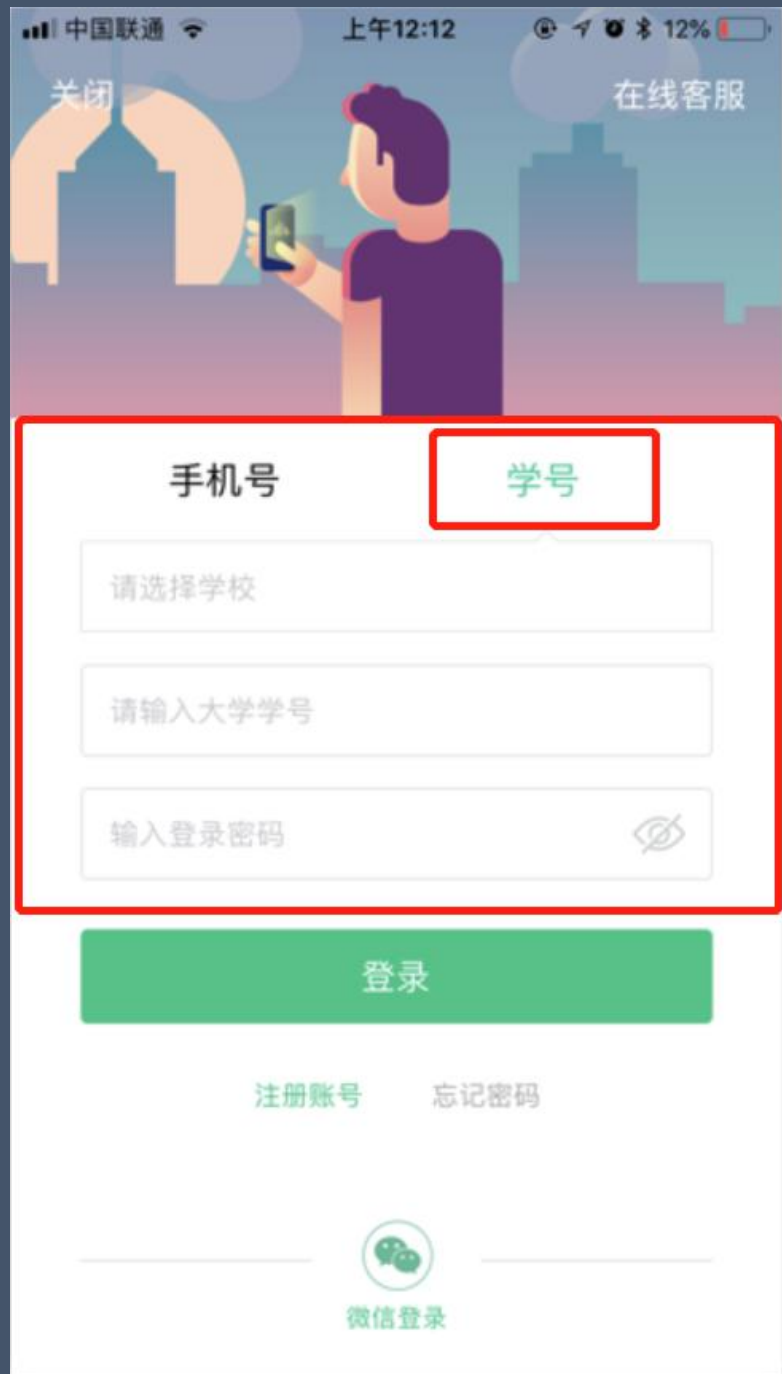 中国联通 上午12:12 12%
关闭 在线客服
手机号 学号
请选择学校
请输入大学学号
输入登录密码
登录
注册账号 忘记密码
微信登录